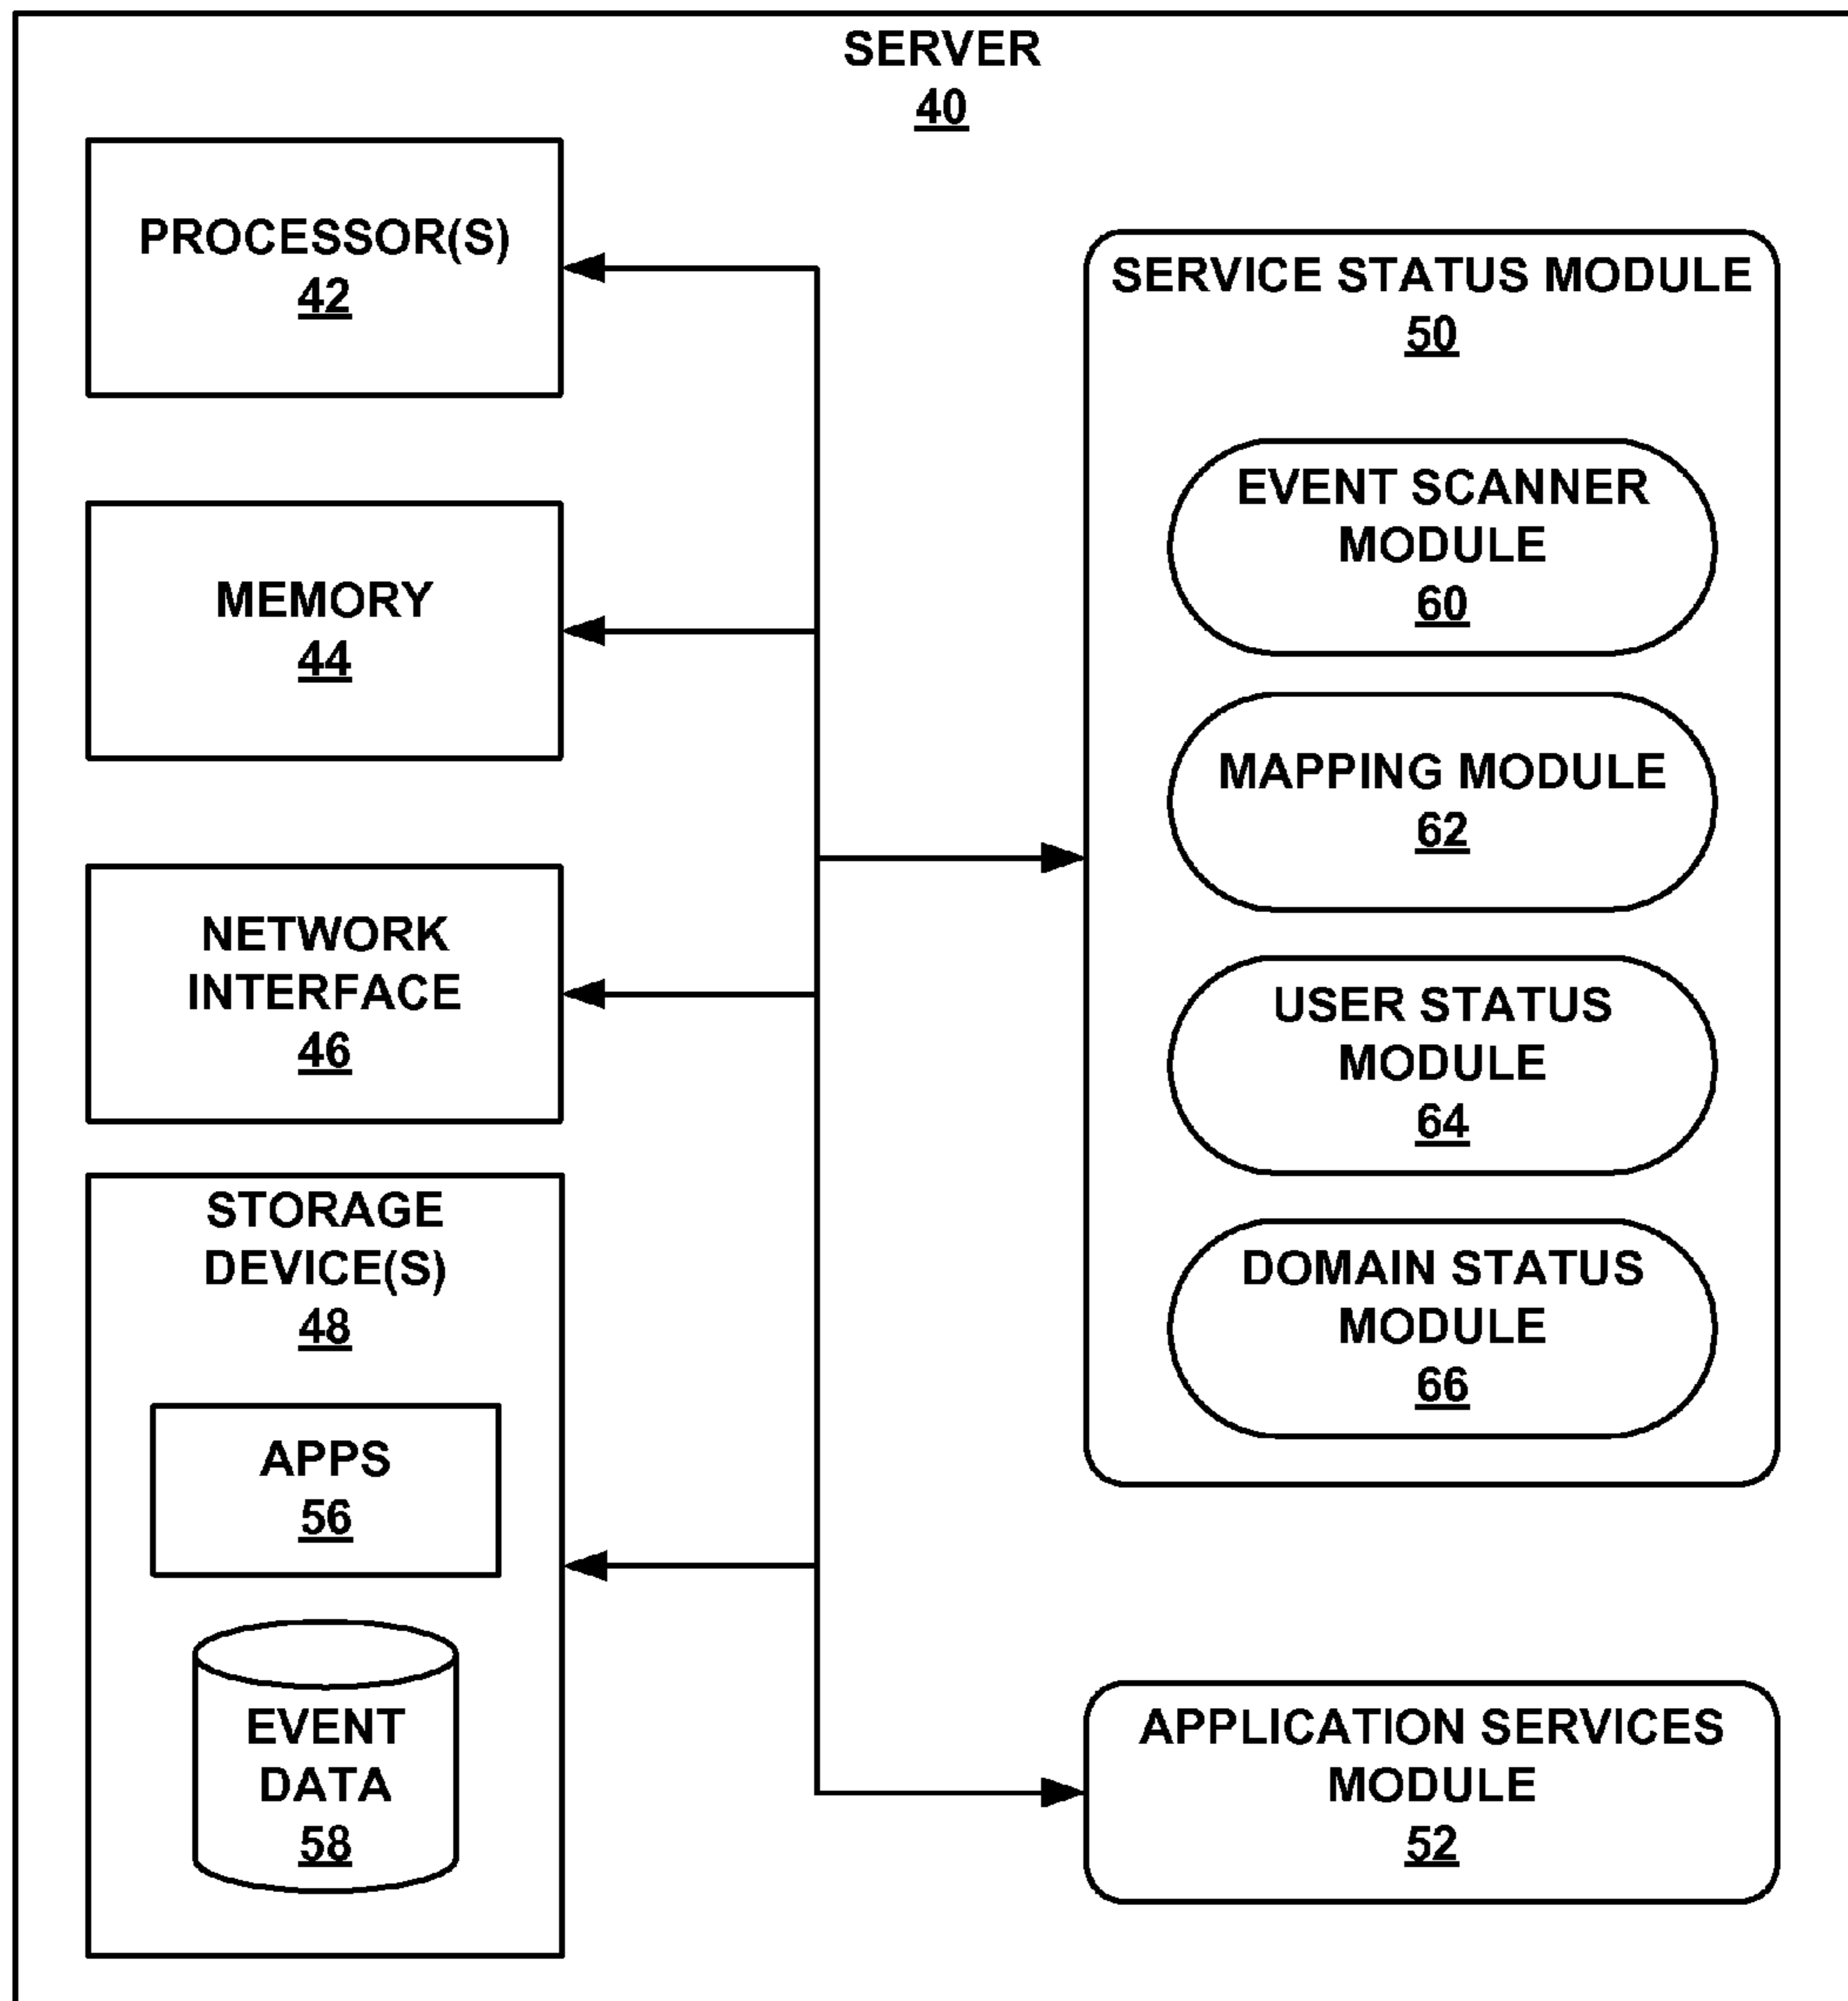 SERVER
40
PROCESSOR(S)
42
MEMORY
44
NETWORK
INTERFACE
46
STORAGE
DEVICE(S)
48
APPS
56
EVENT
DATA
58
SERVICE STATUS MODULE
50
EVENT SCANNER
MODULE
60
MAPPING MODULE
62
USER STATUS
MODULE
64
DOMAIN STATUS
MODULE
66
APPLICATION SERVICES
MODULE
52